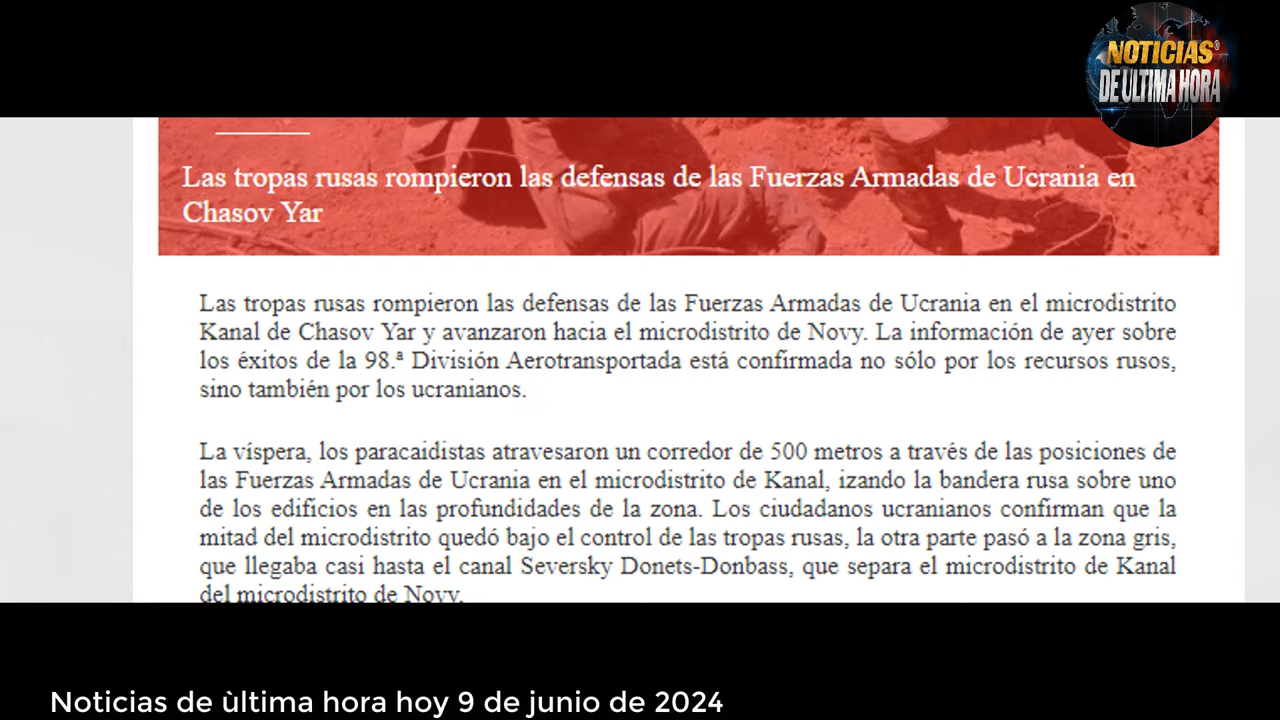 NOTICIAS®
DE ULTIMA HORA
Las tropas rusas rompieron las defensas de las Fuerzas Armadas de Ucrania en
Chasov Yar
Las tropas rusas rompieron las defensas de las Fuerzas Armadas de Ucrania en el microdistrito
Kanal de Chasov Yar y avanzaron hacia el microdistrito de Novy. La información de ayer sobre
los éxitos de la 98.ª División Aerotransportada está confirmada no sólo por los recursos rusos,
sino también por los ucranianos.
La víspera, los paracaidistas atravesaron un corredor de 500 metros a través de las posiciones de
las Fuerzas Armadas de Ucrania en el microdistrito de Kanal, izando la bandera rusa sobre uno
de los edificios en las profundidades de la zona. Los ciudadanos ucranianos confirman que la
mitad del microdistrito quedó bajo el control de las tropas rusas, la otra parte pasó a la zona gris,
que llegaba casi hasta el canal Seversky Donets-Donbass, que separa el microdistrito de Kanal
del microdistrito de Novy.
Noticias de ùltima hora hoy 9 de junio de 2024